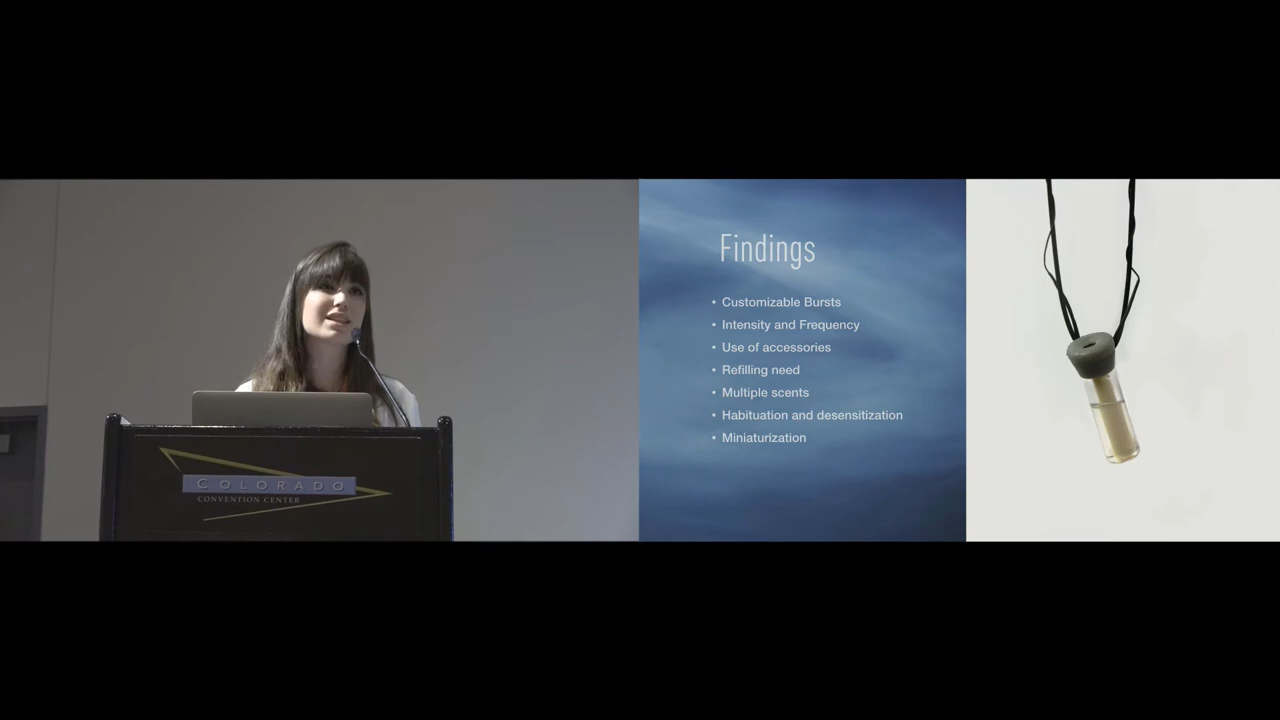 COLORADO
CONVENTION CENTER
Findings
• Customizable Bursts
• Intensity and Frequency
• Use of accessories
• Refilling need
• Multiple scents
• Habituation and desensitization
• Miniaturization